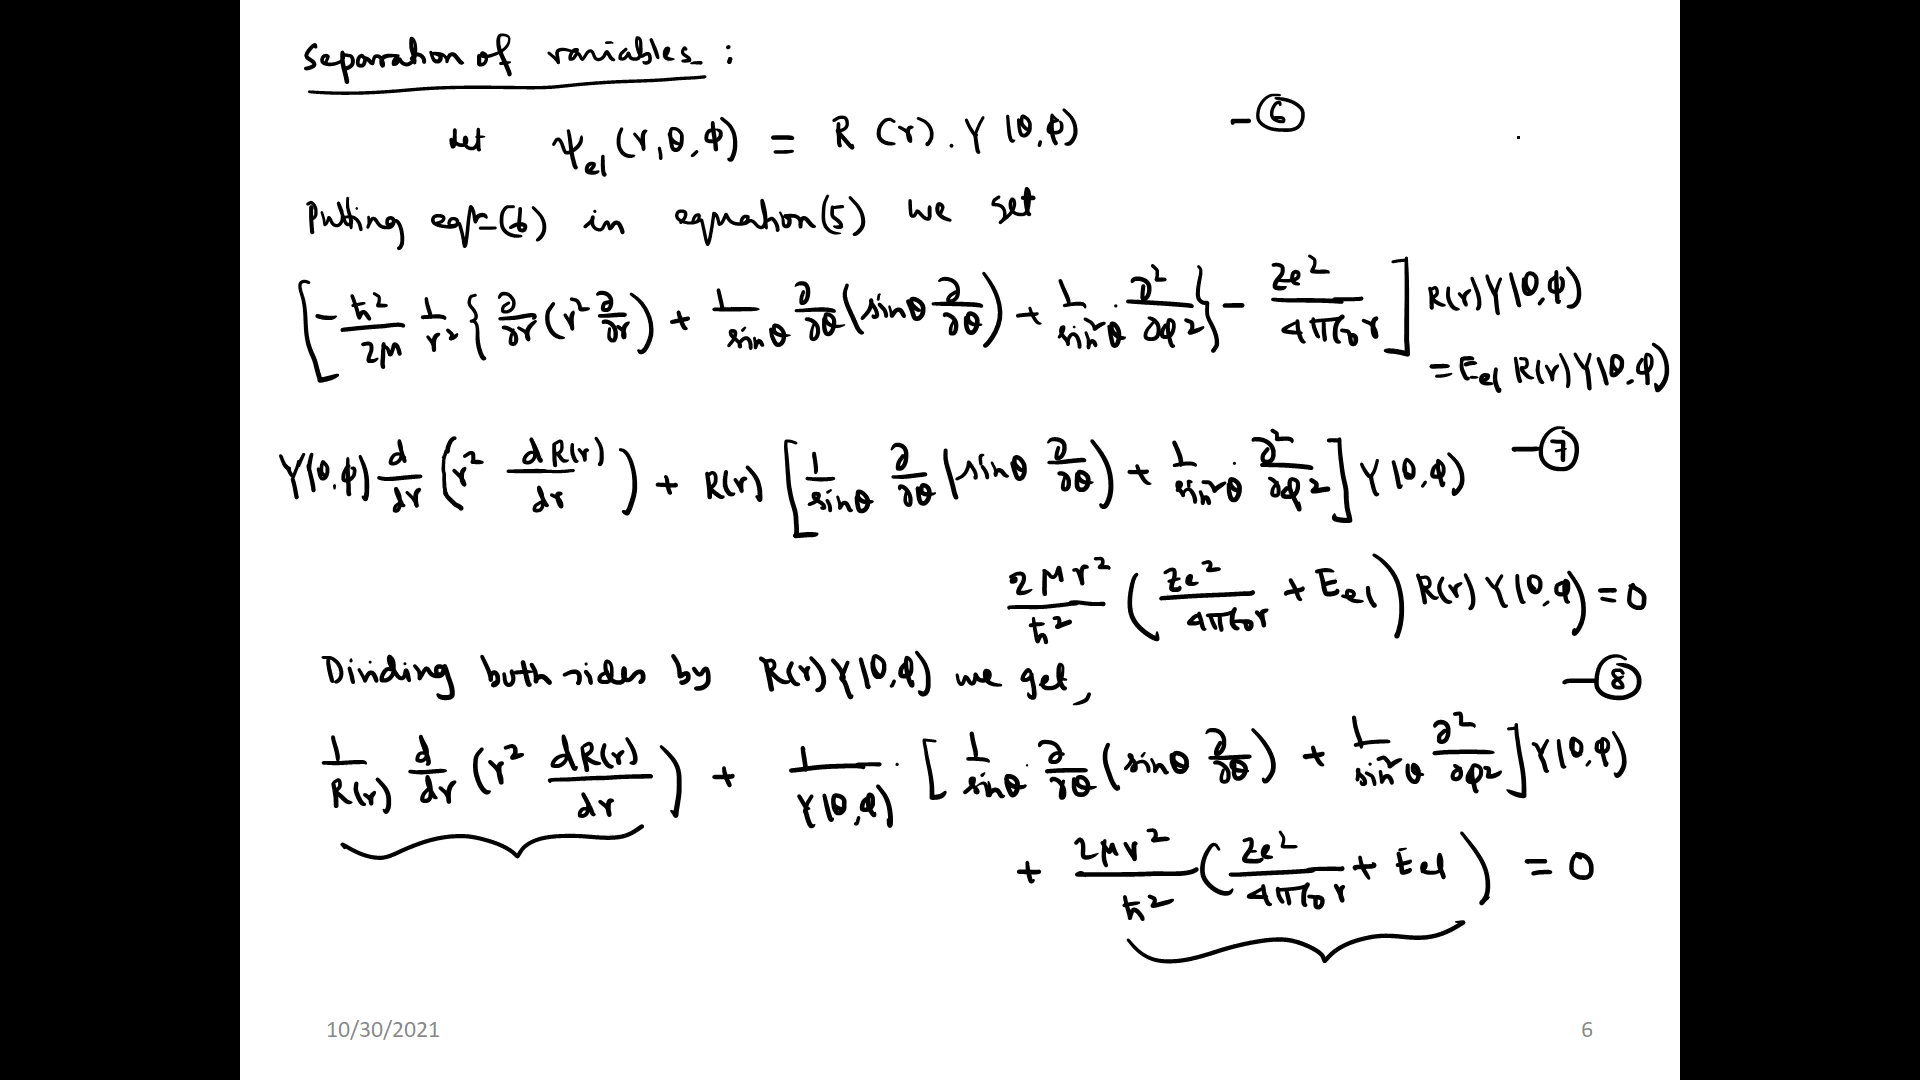 Separation of variables :
Let ψ_el (r, θ, φ) = R (r) . Y (θ, φ) — (6)
Putting eqn (6) in equation (5) we get
[ - ħ²/2μ 1/r² { ∂/∂r (r² ∂/∂r) + 1/sinθ ∂/∂θ (sinθ ∂/∂θ) + 1/sin²θ . ∂²/∂φ² } - Ze²/4πε₀r ] R(r) Y(θ, φ)
= E_el R(r) Y(θ, φ)
— (7)
Y(θ, φ) d/dr (r² dR(r)/dr) + R(r) [ 1/sinθ ∂/∂θ (sinθ ∂/∂θ) + 1/sin²θ . ∂²/∂φ² ] Y(θ, φ)
2μr²/ħ² ( Ze²/4πε₀r + E_el ) R(r) Y(θ, φ) = 0
— (8)
Dividing both sides by R(r) Y(θ, φ) we get,
1/R(r) d/dr (r² dR(r)/dr) + 1/Y(θ, φ) . [ 1/sinθ ∂/∂θ (sinθ ∂/∂θ) + 1/sin²θ ∂²/∂φ² ] Y(θ, φ)
+ 2μr²/ħ² ( Ze²/4πε₀r + E_el ) = 0
10/30/2021
6